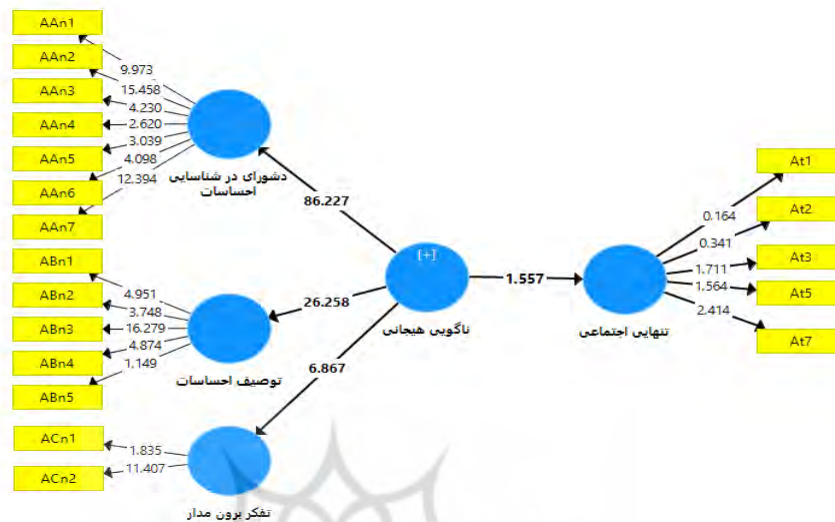 AAn1
AAn2
AAn3
AAn4
AAn5
AAn6
AAn7
9.973
15.458
4.230
2.620
3.039
4.098
12.394
دشورای در شناسایی
احساسات
86.227
ABn1
ABn2
ABn3
ABn4
ABn5
4.951
3.748
16.279
4.874
1.149
توصیف احساسات
26.258
ACn1
ACn2
1.835
11.407
تفکر برون مدار
6.867
[+]
ناگویی هیجانی
1.557
تنهایی اجتماعی
0.164
0.341
1.711
1.564
2.414
At1
At2
At3
At5
At7